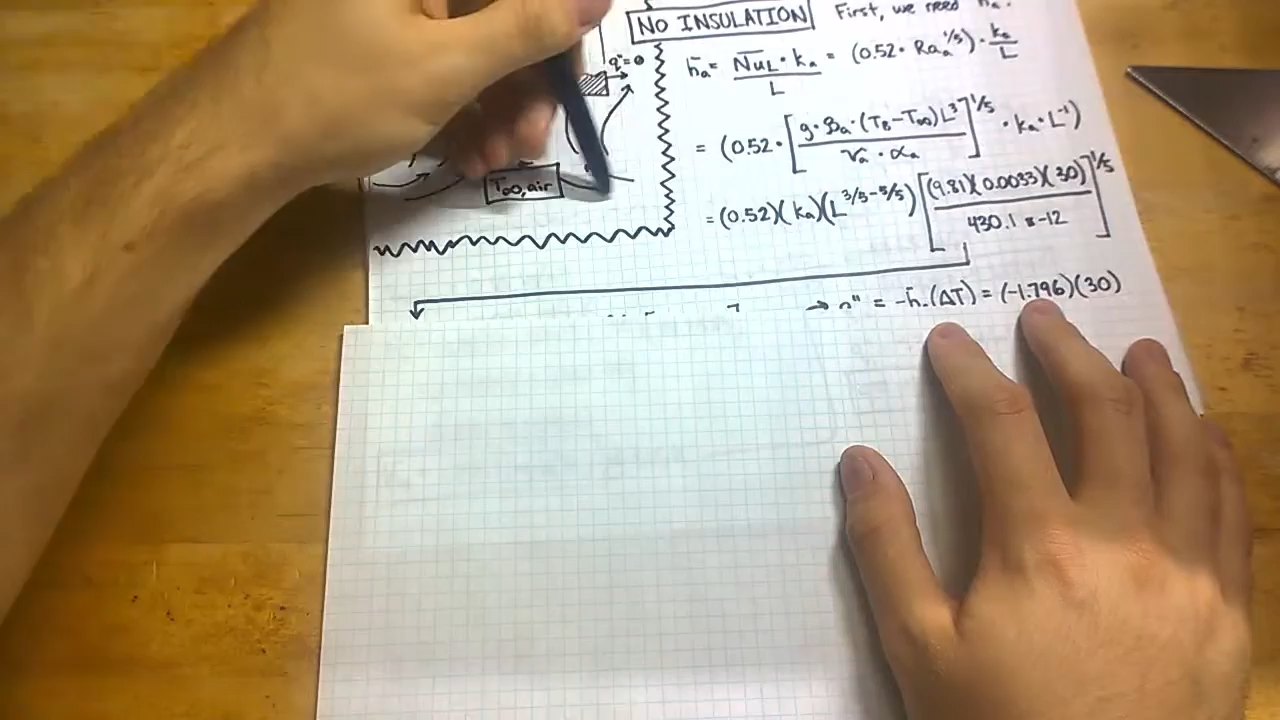 NO INSULATION
First, we need h̄a.
q" = 0
h̄a = N̄uL · ka / L = (0.52 · Raa^1/5) · ka / L
= (0.52 · [g · βa · (TB − T∞)L³ / νa · αa]^1/5 · ka · L^-1)
T∞,air
= (0.52)(ka)(L^3/5-5/5) [(9.81)(0.0033)(30) / 430.1 E-12]^1/5
→ q" = -h̄.(ΔT) = (-1.796)(30)